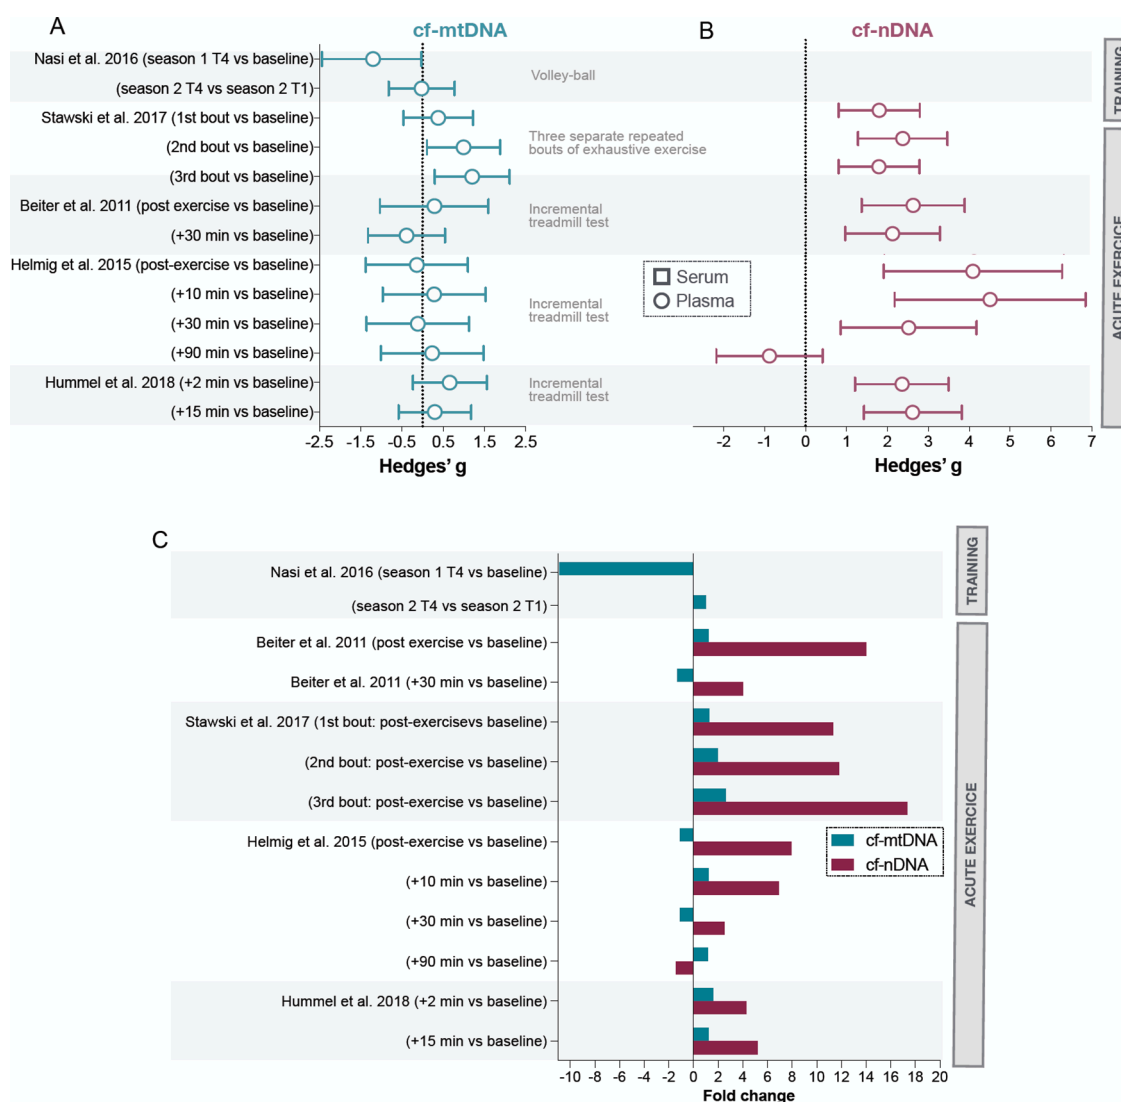 A
cf-mtDNA
Nasi et al. 2016 (season 1 T4 vs baseline)
(season 2 T4 vs season 2 T1)
Volley-ball
Stawski et al. 2017 (1st bout vs baseline)
(2nd bout vs baseline)
(3rd bout vs baseline)
Three separate repeated
bouts of exhaustive exercise
Beiter et al. 2011 (post exercise vs baseline)
(+30 min vs baseline)
Incremental
treadmill test
Helmig et al. 2015 (post-exercise vs baseline)
(+10 min vs baseline)
(+30 min vs baseline)
(+90 min vs baseline)
Incremental
treadmill test
Hummel et al. 2018 (+2 min vs baseline)
(+15 min vs baseline)
Incremental
treadmill test
-2.5 -1.5 -0.5 0.5 1.5 2.5
Hedges' g
Serum
Plasma
B
cf-nDNA
-2 -1 0 1 2 3 4 5 6 7
Hedges' g
TRAINING
ACUTE EXERCICE
C
Nasi et al. 2016 (season 1 T4 vs baseline)
(season 2 T4 vs season 2 T1)
Beiter et al. 2011 (post exercise vs baseline)
Beiter et al. 2011 (+30 min vs baseline)
Stawski et al. 2017 (1st bout: post-exercisevs baseline)
(2nd bout: post-exercise vs baseline)
(3rd bout: post-exercise vs baseline)
Helmig et al. 2015 (post-exercise vs baseline)
(+10 min vs baseline)
(+30 min vs baseline)
(+90 min vs baseline)
Hummel et al. 2018 (+2 min vs baseline)
(+15 min vs baseline)
cf-mtDNA
cf-nDNA
-10 -8 -6 -4 -2 0 2 4 6 8 10 12 14 16 18 20
Fold change
TRAINING
ACUTE EXERCICE